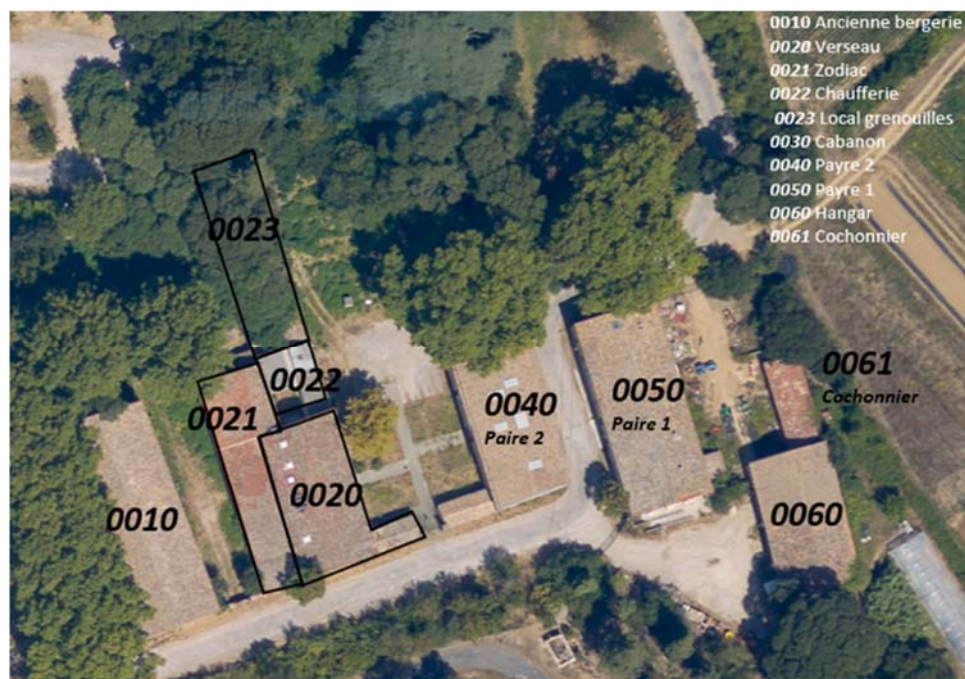 0010 Ancienne bergerie
0020 Verseau
0021 Zodiac
0022 Chaufferie
0023 Local grenouilles
0030 Cabanon
0040 Payre 2
0050 Payre 1
0060 Hangar
0061 Cochonnier
0023
0022
0021
0020
0010
0040
Paire 2
0050
Paire 1
0061
Cochonnier
0060